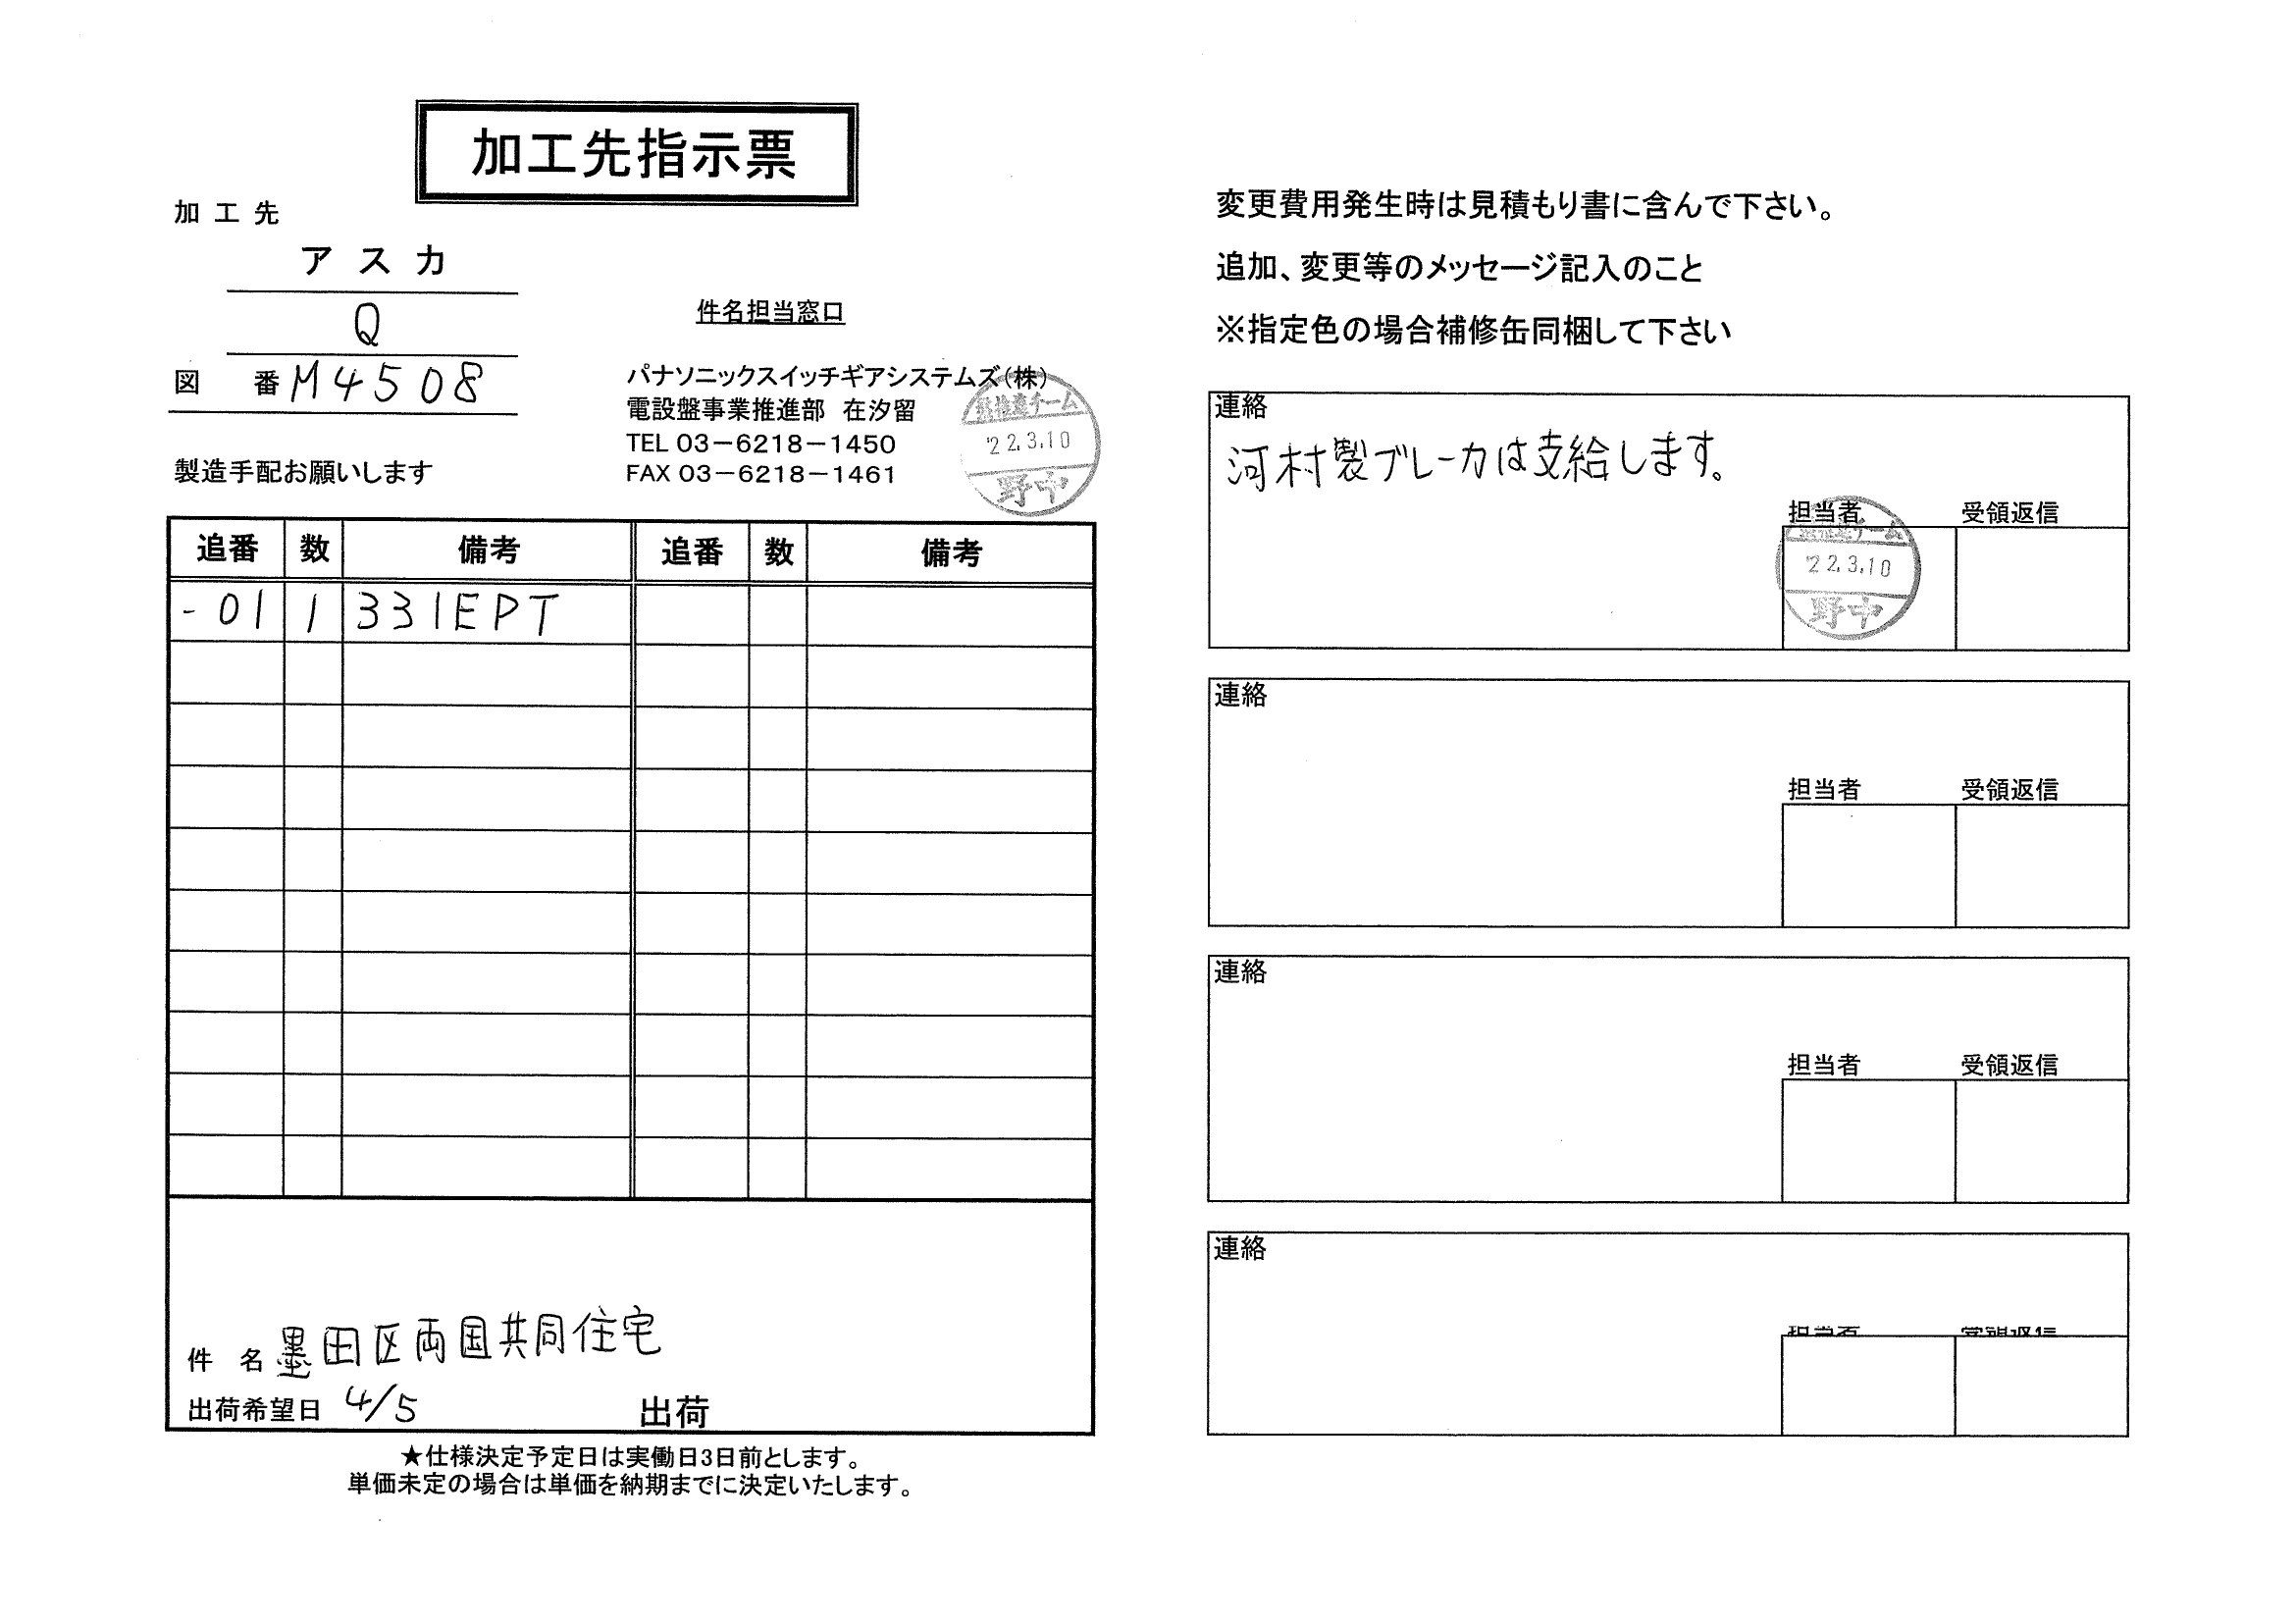 加工先指示票
加工先
アスカ
Q
図 番 M4508
製造手配お願いします
件名担当窓口
パナソニックスイッチギアシステムズ(株)
電設盤事業推進部 在汐留
TEL 03－6218－1450
FAX 03－6218－1461
チーム
'22.3.10
野中
追番 数 備考 追番 数 備考
-01 1 331EPT
件 名 墨田区両国共同住宅
出荷希望日 4/5 出荷
★仕様決定予定日は実働日3日前とします。
単価未定の場合は単価を納期までに決定いたします。
変更費用発生時は見積もり書に含んで下さい。
追加、変更等のメッセージ記入のこと
※指定色の場合補修缶同梱して下さい
連絡
河村製ブレーカは支給します。
担当者 受領返信
チーム
'22.3.10
野中
連絡
担当者 受領返信
連絡
担当者 受領返信
連絡
担当者 受領返信